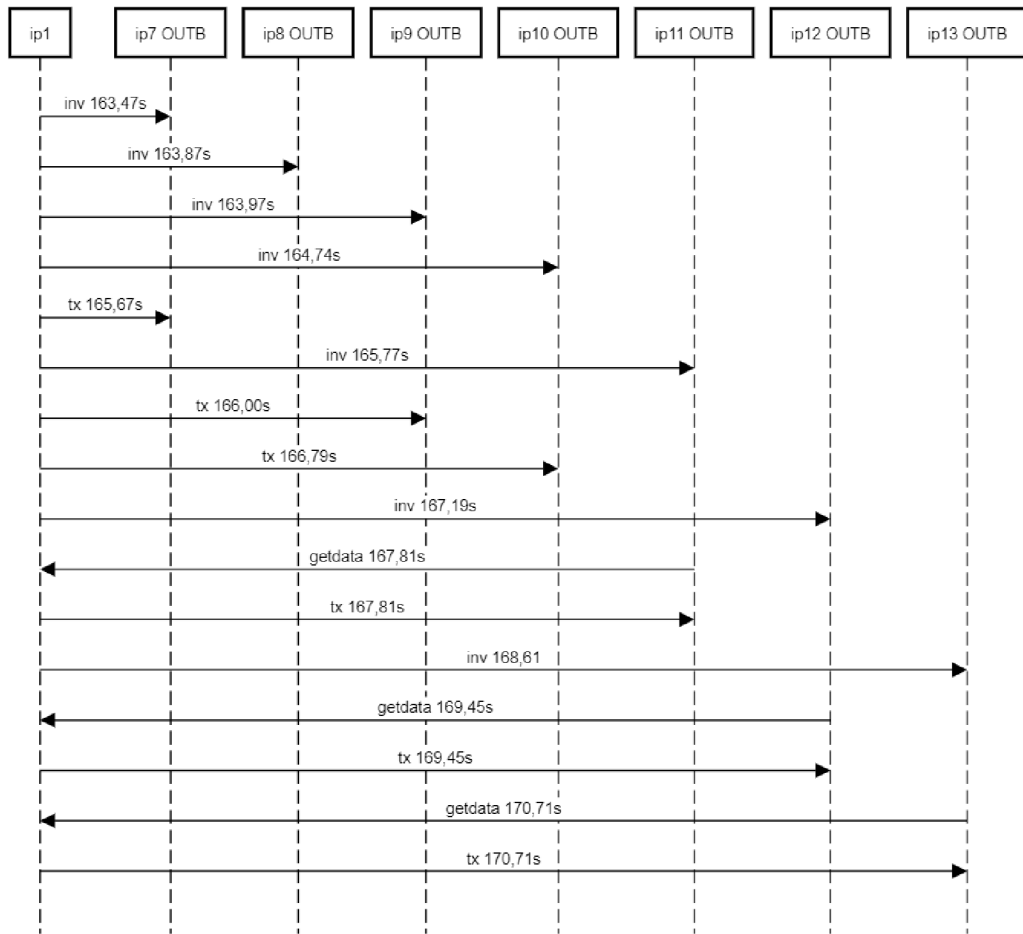 ip1 ip7 OUTB ip8 OUTB ip9 OUTB ip10 OUTB ip11 OUTB ip12 OUTB ip13 OUTB
inv 163,47s
inv 163,87s
inv 163,97s
inv 164,74s
tx 165,67s
inv 165,77s
tx 166,00s
tx 166,79s
inv 167,19s
getdata 167,81s
tx 167,81s
inv 168,61
getdata 169,45s
tx 169,45s
getdata 170,71s
tx 170,71s